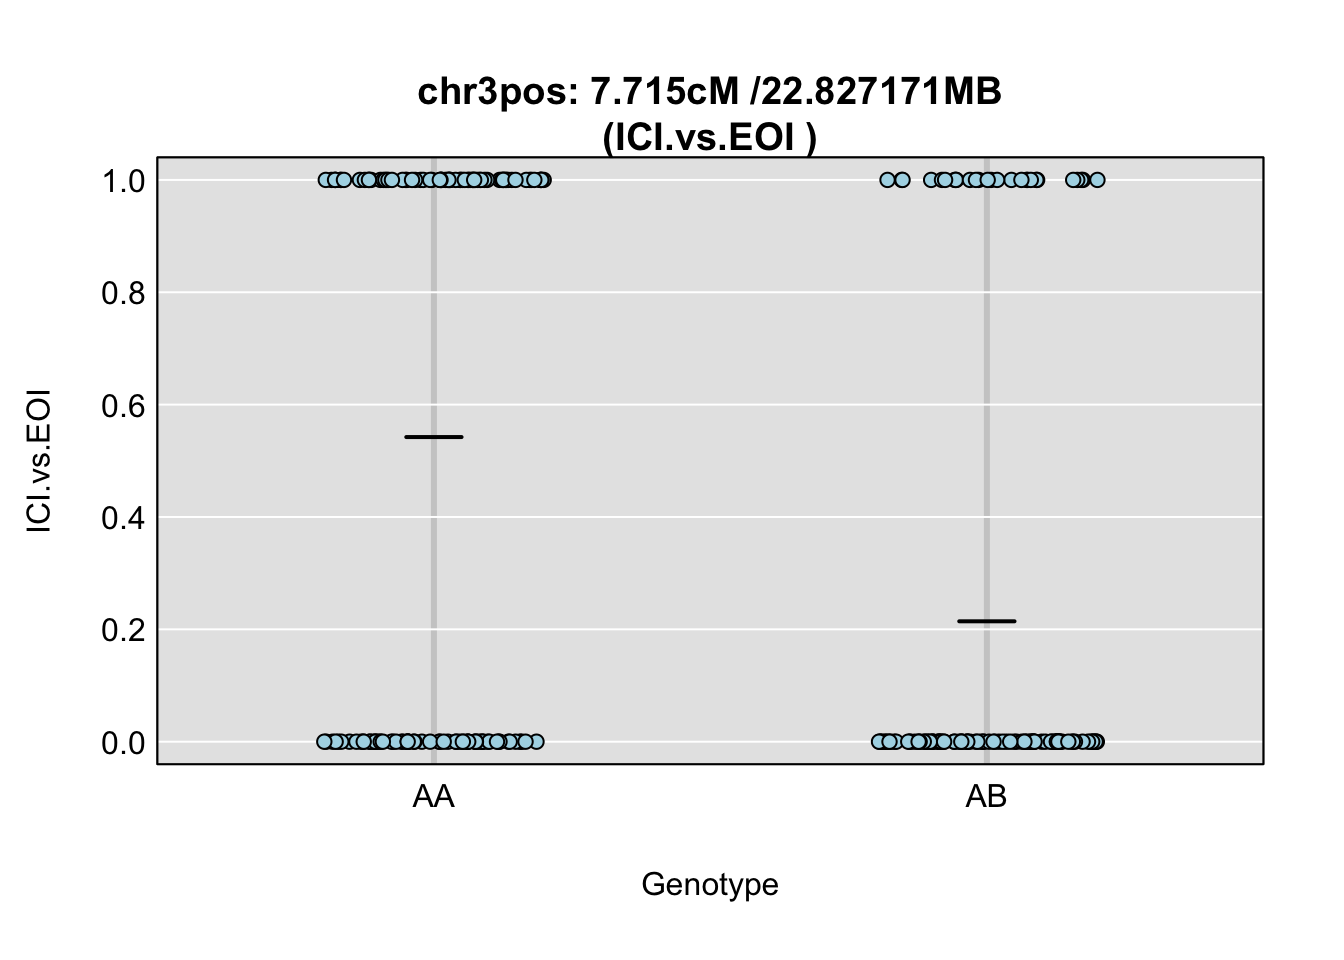 chr3pos: 7.715cM /22.827171MB
(ICI.vs.EOI )
ICI.vs.EOI
1.0
0.8
0.6
0.4
0.2
0.0
AA
AB
Genotype